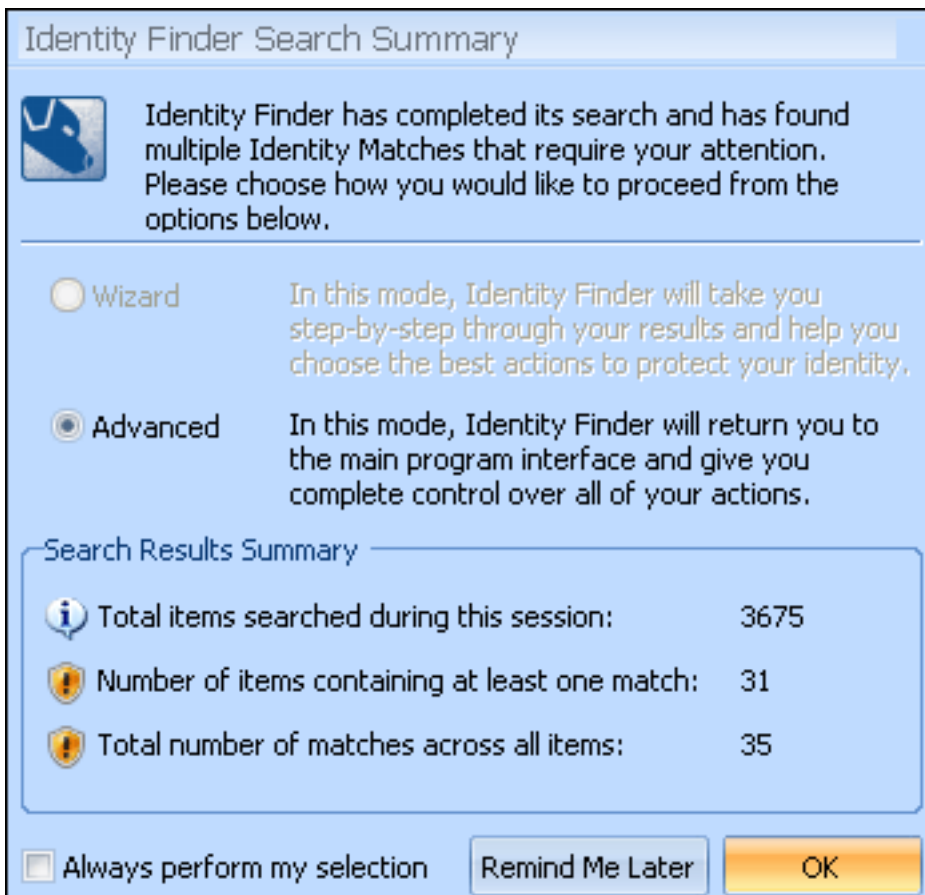 Identity Finder Search Summary
Identity Finder has completed its search and has found
multiple Identity Matches that require your attention.
Please choose how you would like to proceed from the
options below.
Wizard
In this mode, Identity Finder will take you
step-by-step through your results and help you
choose the best actions to protect your identity.
Advanced
In this mode, Identity Finder will return you to
the main program interface and give you
complete control over all of your actions.
Search Results Summary
Total items searched during this session: 3675
Number of items containing at least one match: 31
Total number of matches across all items: 35
Always perform my selection
Remind Me Later
OK